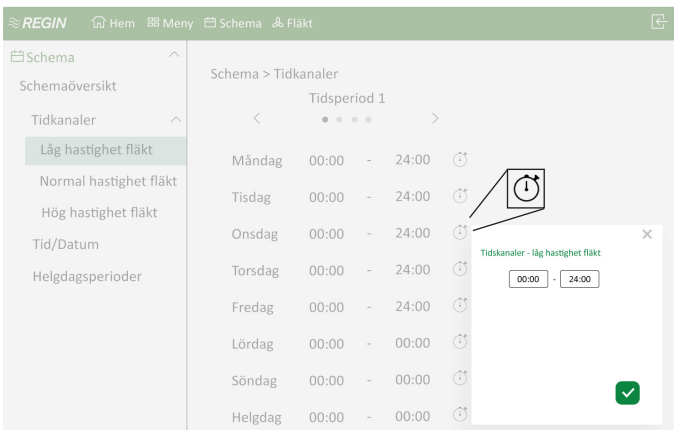 REGIN Hem Meny Schema Fläkt
Schema
Schemaöversikt
Tidkanaler
Låg hastighet fläkt
Normal hastighet fläkt
Hög hastighet fläkt
Tid/Datum
Helgdagsperioder
Schema > Tidkanaler
Tidsperiod 1
< >
Måndag 00:00 - 24:00
Tisdag 00:00 - 24:00
Onsdag 00:00 - 24:00
Torsdag 00:00 - 24:00
Fredag 00:00 - 24:00
Lördag 00:00 - 00:00
Söndag 00:00 - 00:00
Helgdag 00:00 - 00:00
Tidskanaler - låg hastighet fläkt
00:00 - 24:00